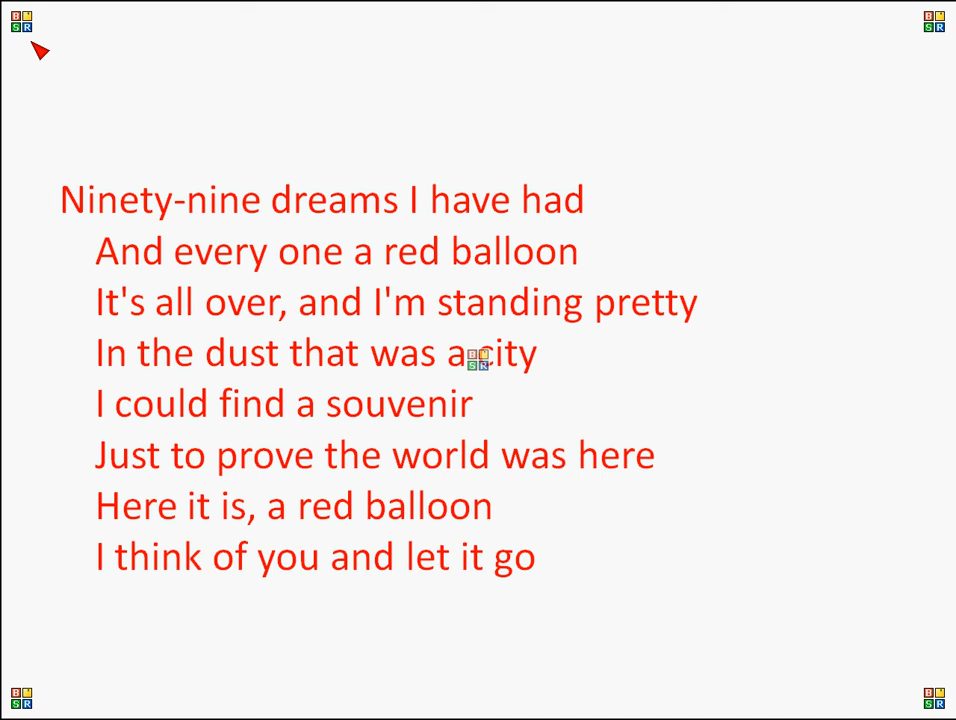 Ninety-nine dreams I have had
And every one a red balloon
It's all over, and I'm standing pretty
In the dust that was a city
I could find a souvenir
Just to prove the world was here
Here it is, a red balloon
I think of you and let it go